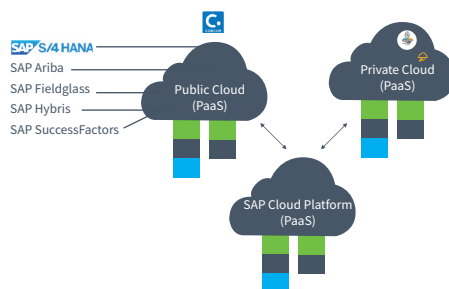 SAP S/4 HANA
SAP Ariba
SAP Fieldglass
SAP Hybris
SAP SuccessFactors
C.
Public Cloud
(PaaS)
Private Cloud
(PaaS)
SAP Cloud Platform
(PaaS)